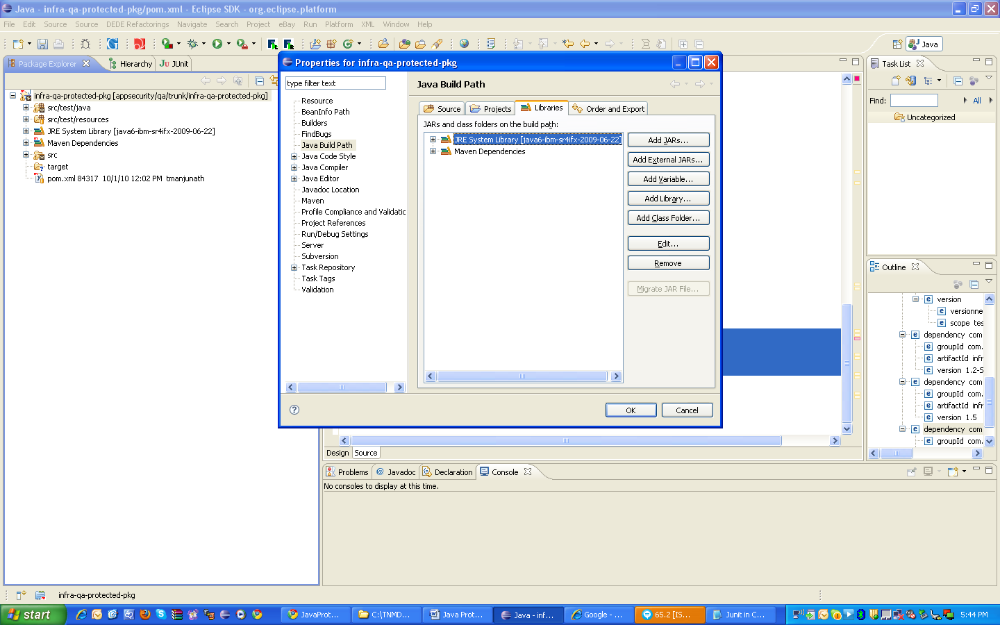 Java - infra-qa-protected-pkg/pom.xml - Eclipse SDK - org.eclipse.platform
File Edit Source Source DEDE Refactorings Navigate Search Project eBay Run Platform XML Window Help
Java
Package Explorer
Hierarchy
JUnit
infra-qa-protected-pkg [appsecurity/qa/trunk/infra-qa-protected-pkg]
src/test/java
src/test/resources
JRE System Library [java6-ibm-sr4ifx-2009-06-22]
Maven Dependencies
src
target
pom.xml 84317 10/1/10 12:02 PM tmanjunath
Properties for infra-qa-protected-pkg
type filter text
Resource
BeanInfo Path
Builders
FindBugs
Java Build Path
Java Code Style
Java Compiler
Java Editor
Javadoc Location
Maven
Profile Compliance and Validatic
Project References
Run/Debug Settings
Server
Subversion
Task Repository
Task Tags
Validation
Java Build Path
Source
Projects
Libraries
Order and Export
JARs and class folders on the build path:
JRE System Library [java6-ibm-sr4ifx-2009-06-22]
Maven Dependencies
Add JARs...
Add External JARs...
Add Variable...
Add Library...
Add Class Folder...
Edit...
Remove
Migrate JAR File...
OK
Cancel
Task List
Find:
All
Uncategorized
Outline
version
versionne
scope tes
dependency com
groupId com.
artifactId infr
version 1.2-S
dependency com
groupId com.
artifactId infr
version 1.5
dependency com
groupId com.
Design
Source
Problems
Javadoc
Declaration
Console
No consoles to display at this time.
infra-qa-protected-pkg
start
JavaProt...
C:\TNMD...
Java Prot...
Java - inf...
Google - ...
65.2 [IS...
Junit in C...
5:44 PM